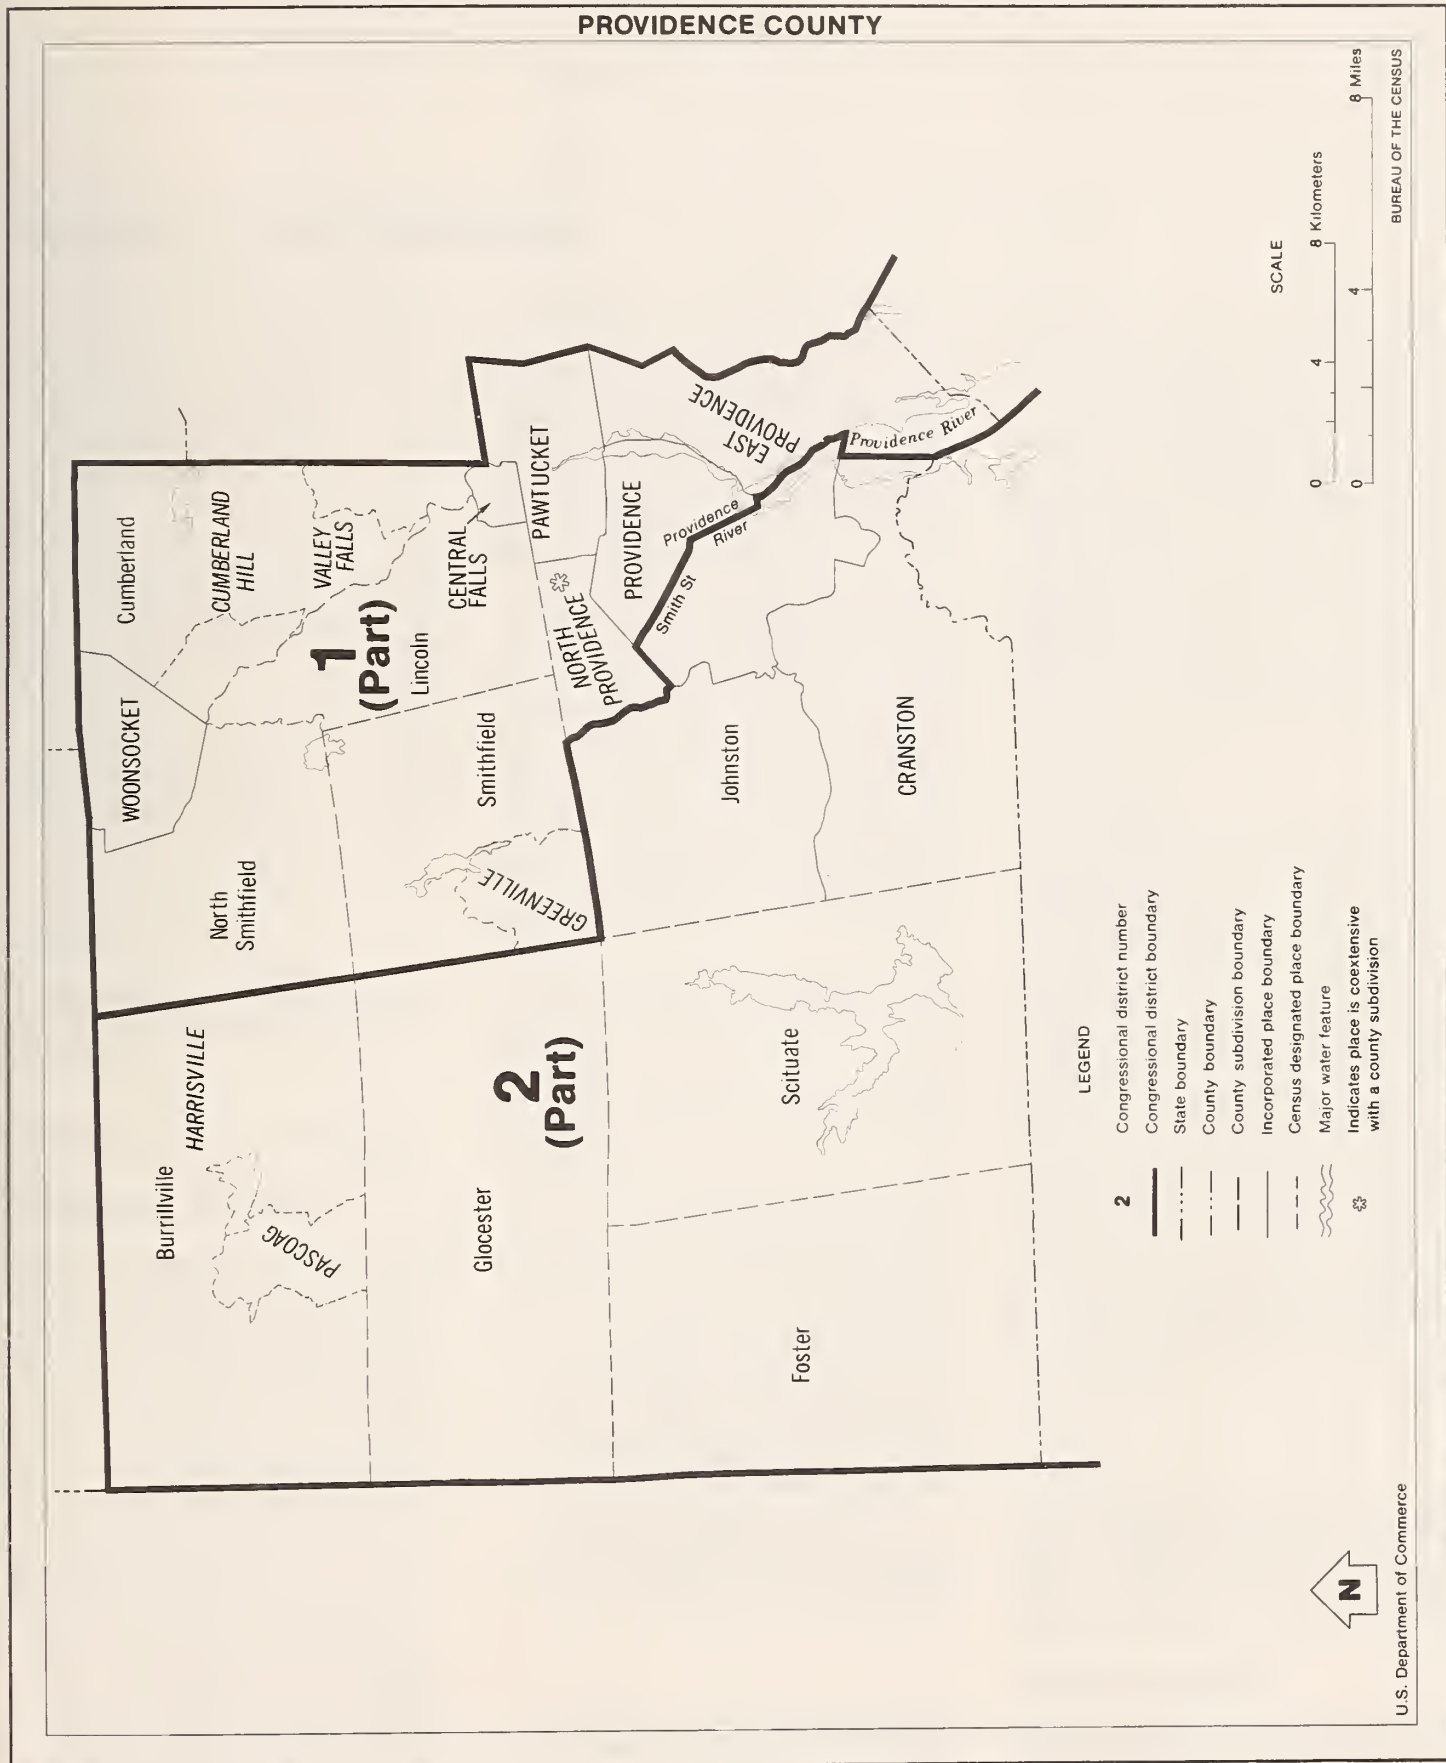 PROVIDENCE COUNTY
Cumberland
WOONSOCKET
CUMBERLAND
HILL
VALLEY
FALLS
1
(Part)
Lincoln
CENTRAL
FALLS
PAWTUCKET
North
Smithfield
Smithfield
GREENVILLE
NORTH
PROVIDENCE
PROVIDENCE
EAST
PROVIDENCE
Providence
River
Smith St
Providence River
Johnston
CRANSTON
Burrillville
HARRISVILLE
PASCOAG
2
(Part)
Glocester
Scituate
Foster
LEGEND
2 Congressional district number
Congressional district boundary
State boundary
County boundary
County subdivision boundary
Incorporated place boundary
Census designated place boundary
Major water feature
Indicates place is coextensive
with a county subdivision
SCALE
0 4 8 Kilometers
0 4 8 Miles
N
U.S. Department of Commerce
BUREAU OF THE CENSUS